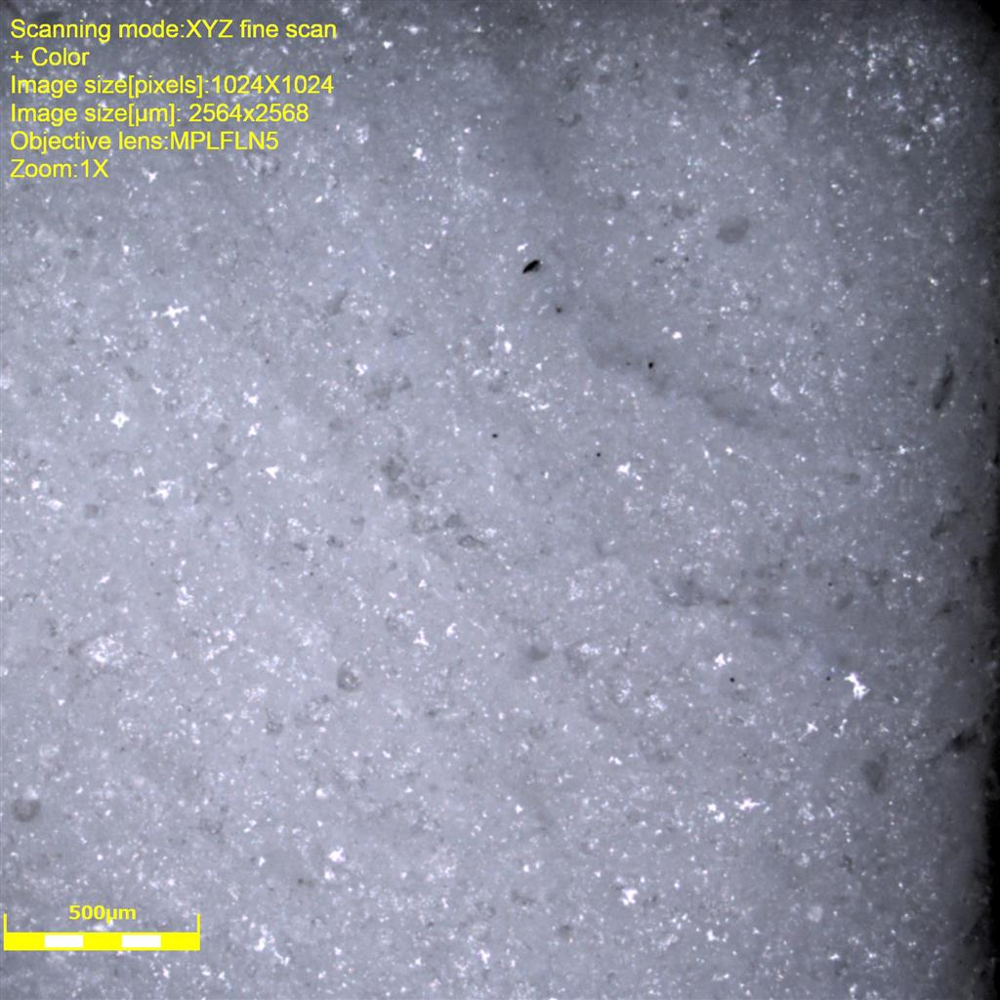 Scanning mode:XYZ fine scan
+ Color
Image size[pixels]:1024X1024
Image size[µm]: 2564x2568
Objective lens:MPLFLN5
Zoom:1X
500µm